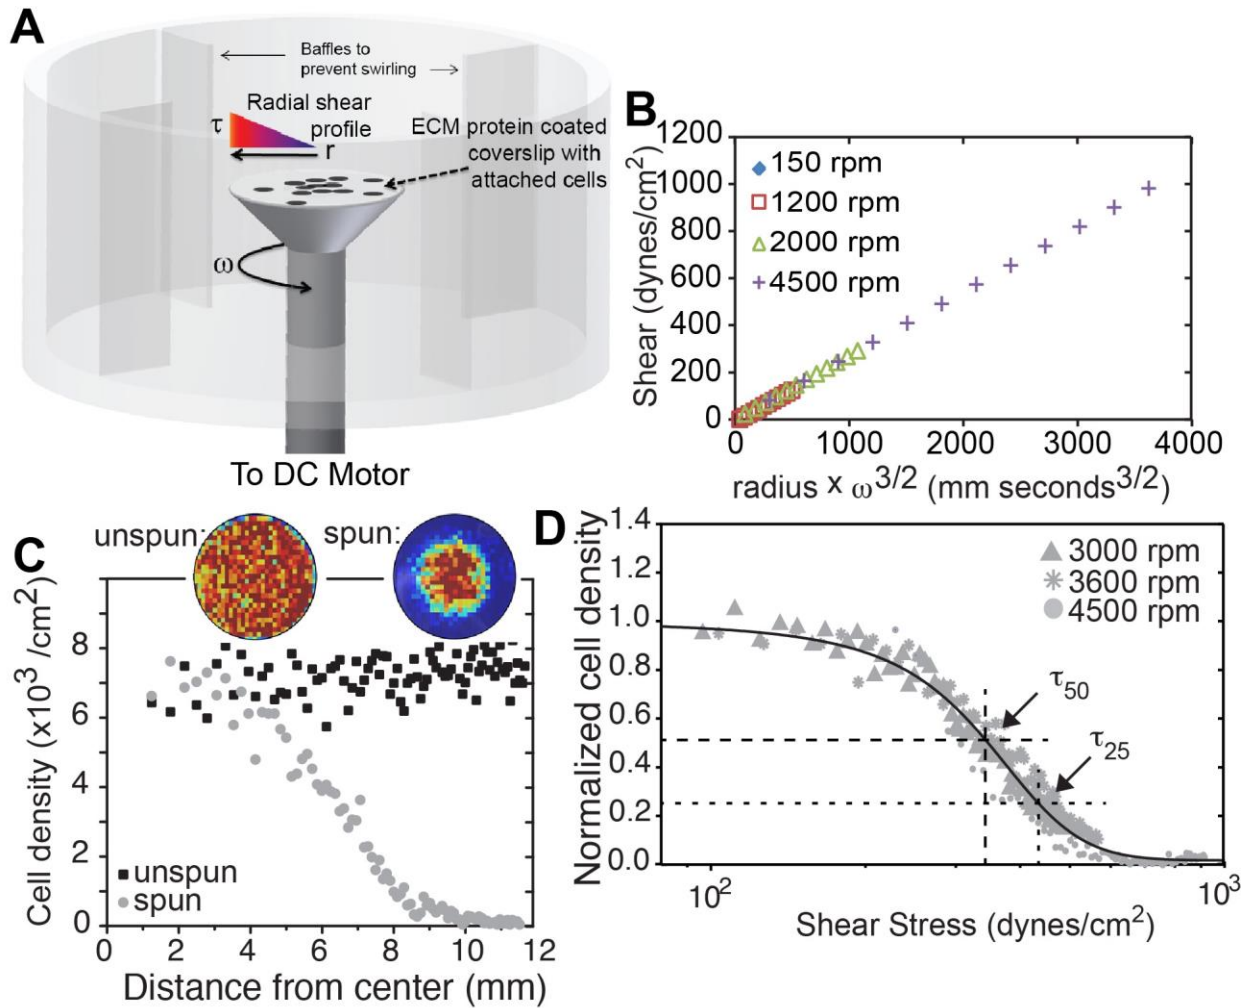 A
Baffles to
prevent swirling
Radial shear
profile
τ
r
ECM protein coated
coverslip with
attached cells
ω
To DC Motor
B
Shear (dynes/cm²)
1200
1000
800
600
400
200
0
150 rpm
1200 rpm
2000 rpm
4500 rpm
0 1000 2000 3000 4000
radius x ω³ᐟ² (mm seconds³ᐟ²)
C
unspun:
spun:
Cell density (x10³ /cm²)
8
6
4
2
0
unspun
spun
0 2 4 6 8 10 12
Distance from center (mm)
D
Normalized cell density
1.4
1.2
1.0
0.8
0.6
0.4
0.2
0.0
3000 rpm
3600 rpm
4500 rpm
τ₅₀
τ₂₅
10² 10³
Shear Stress (dynes/cm²)